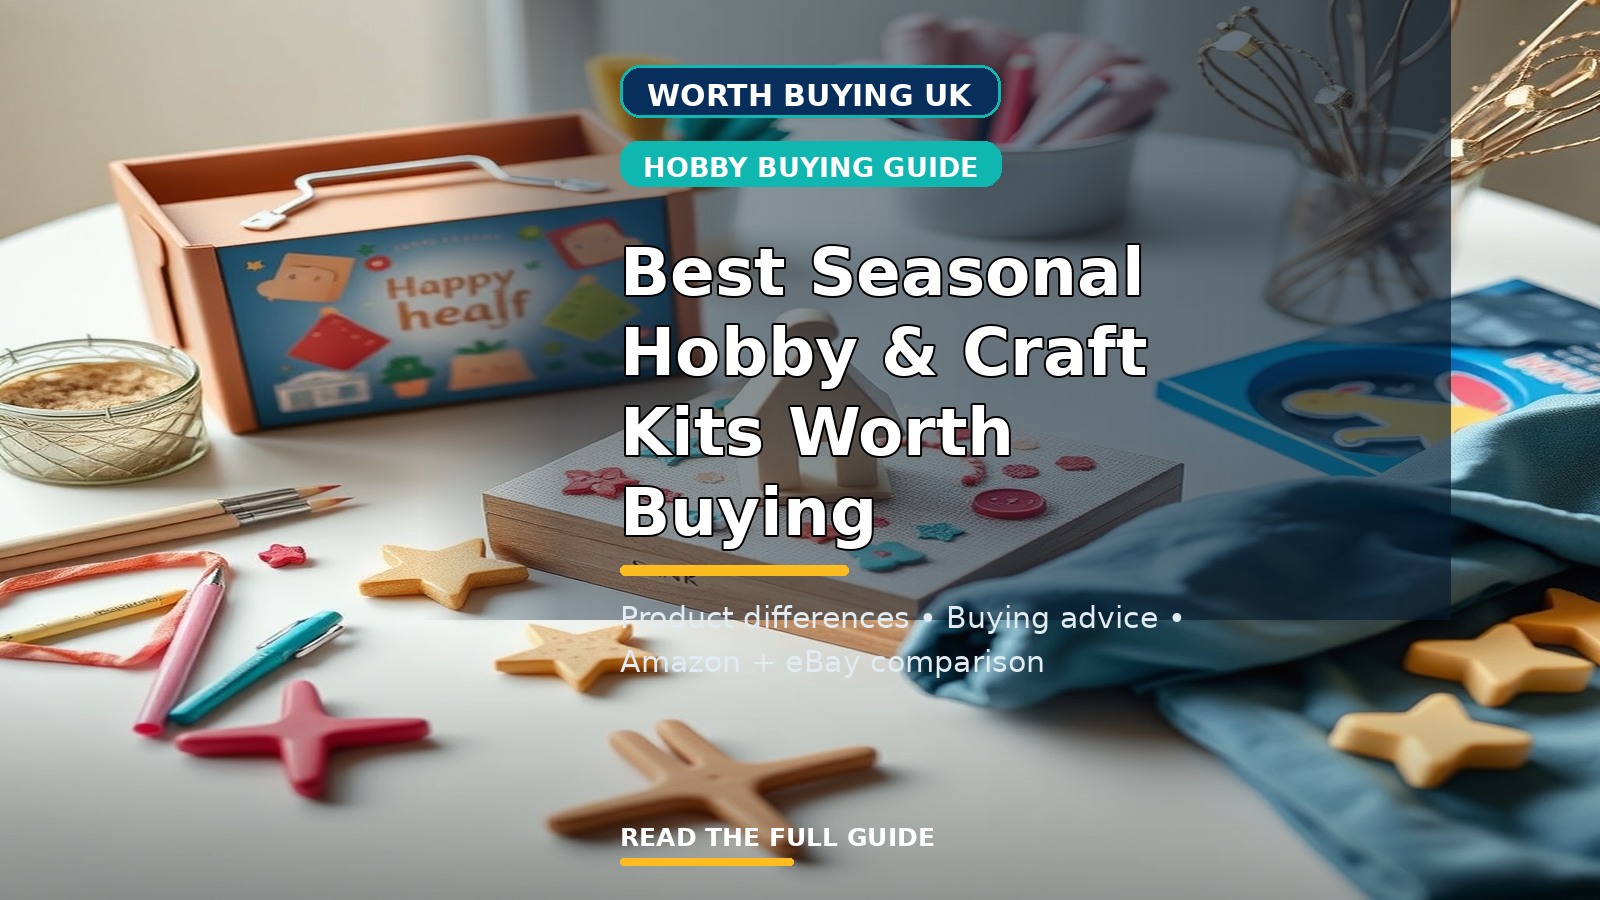 WORTH BUYING UK
HOBBY BUYING GUIDE
Happy
healf
Best Seasonal
Hobby & Craft
Kits Worth
Buying
Product differences • Buying advice •
Amazon + eBay comparison
READ THE FULL GUIDE